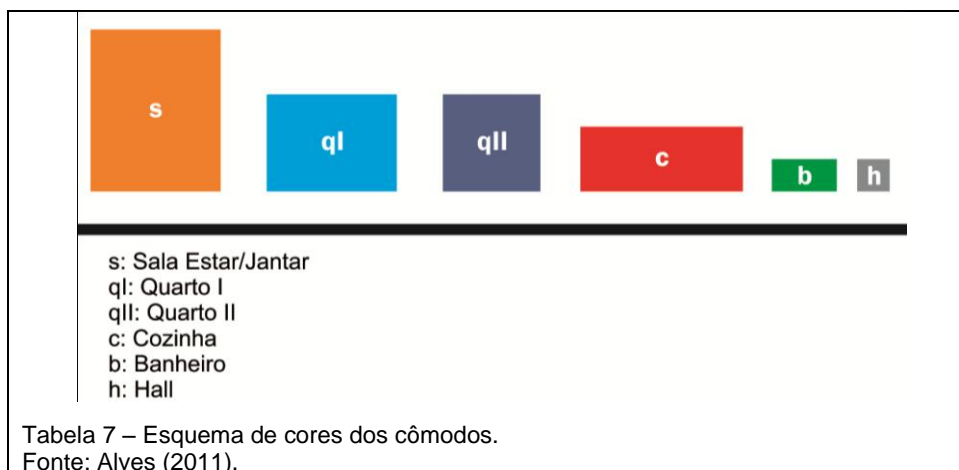 s
qI
qII
c
b
h
s: Sala Estar/Jantar
qI: Quarto I
qII: Quarto II
c: Cozinha
b: Banheiro
h: Hall
Tabela 7 – Esquema de cores dos cômodos.
Fonte: Alves (2011).